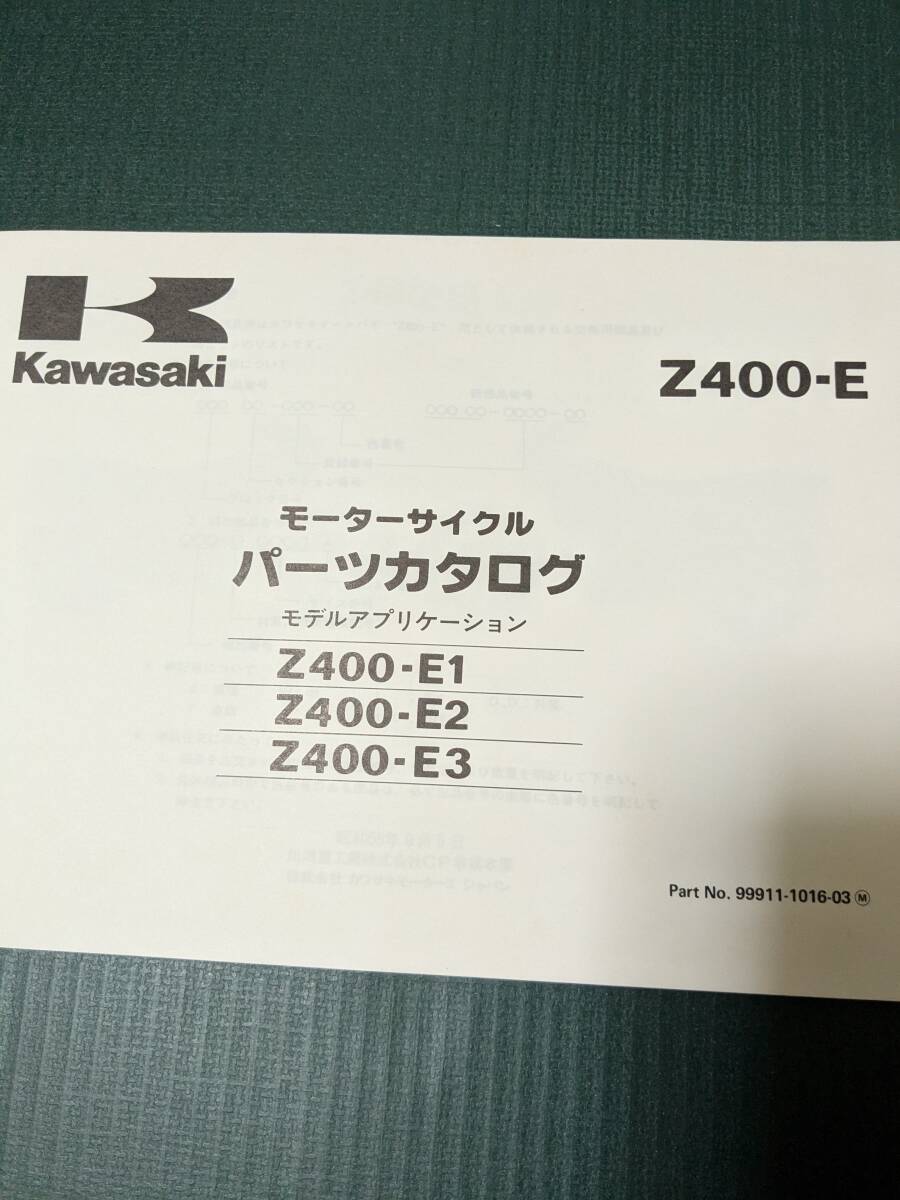 Kawasaki
Z400-E
モーターサイクル
パーツカタログ
モデルアプリケーション
Z400-E1
Z400-E2
Z400-E3
Part No. 99911-1016-03 Ⓜ